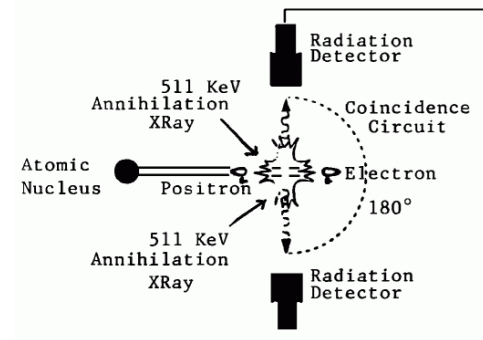 Radiation
Detector
511 KeV
Annihilation
XRay
Coincidence
Circuit
Atomic
Nucleus
Positron
Electron
180°
511 KeV
Annihilation
XRay
Radiation
Detector